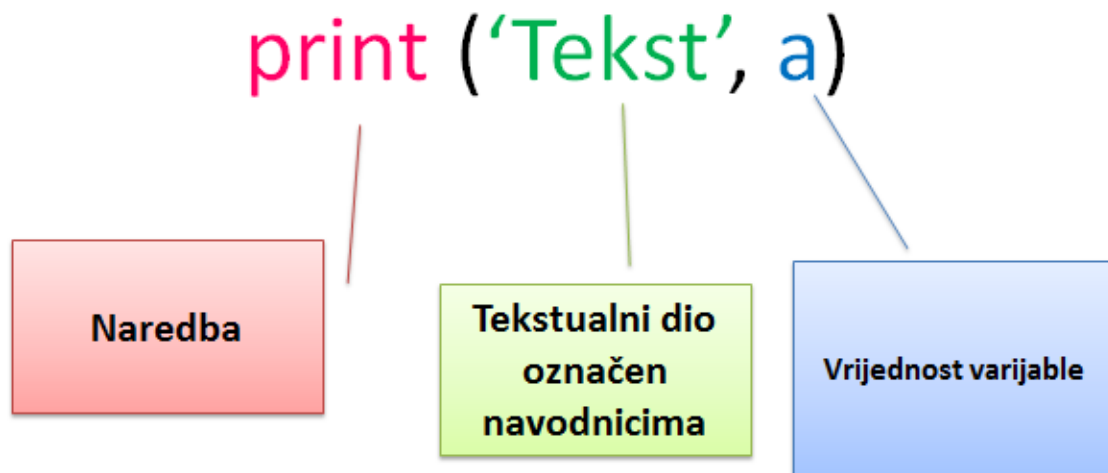 print (‘Tekst’, a)
Naredba
Tekstualni dio
označen
navodnicima
Vrijednost varijable